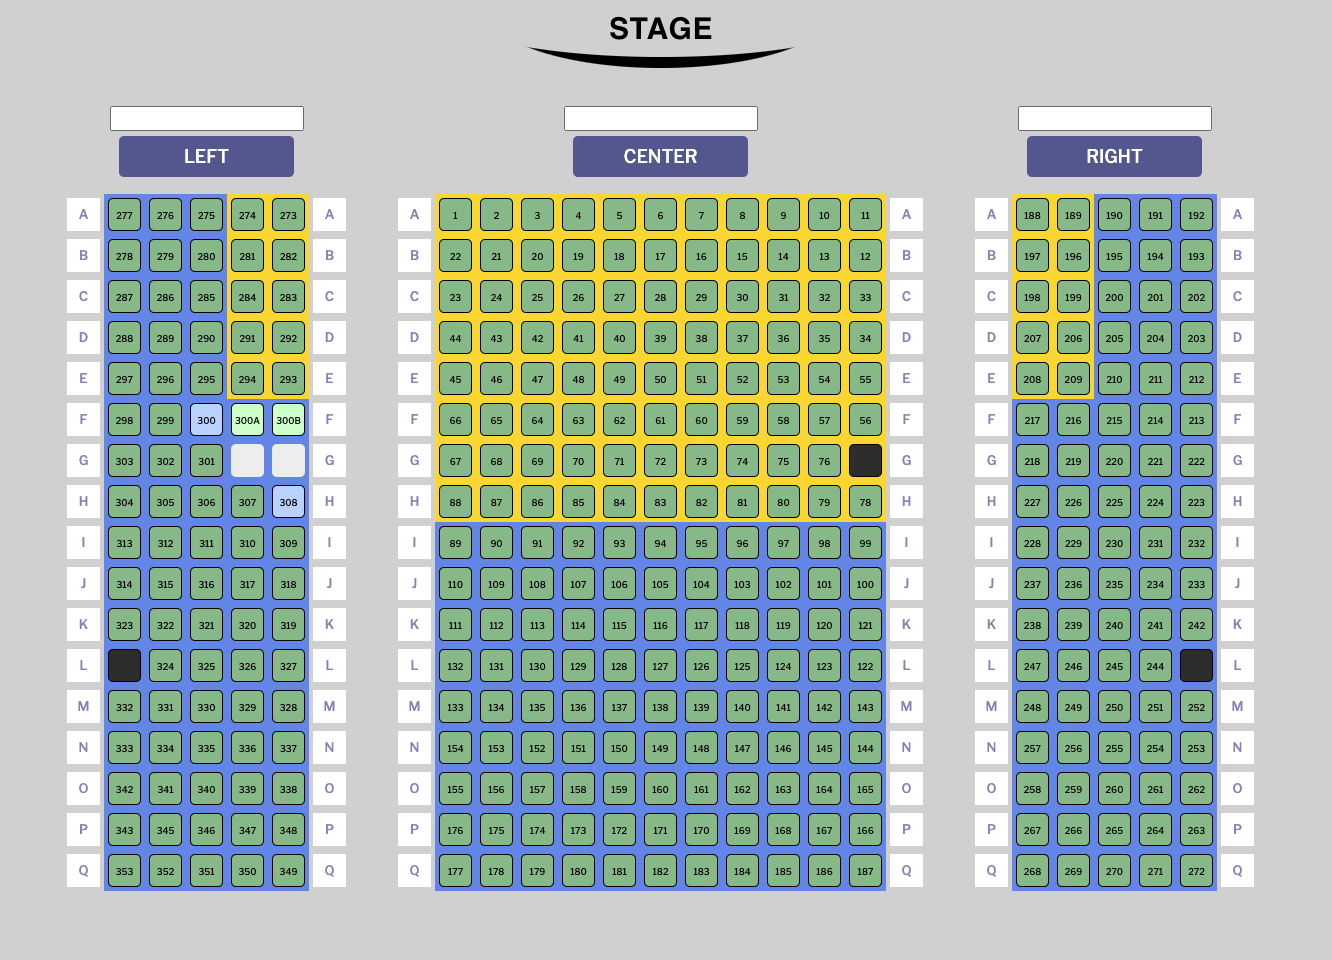 STAGE
LEFT CENTER RIGHT
A 277 276 275 274 273 A A 1 2 3 4 5 6 7 8 9 10 11 A A 188 189 190 191 192 A
B 278 279 280 281 282 B B 22 21 20 19 18 17 16 15 14 13 12 B B 197 196 195 194 193 B
C 287 286 285 284 283 C C 23 24 25 26 27 28 29 30 31 32 33 C C 198 199 200 201 202 C
D 288 289 290 291 292 D D 44 43 42 41 40 39 38 37 36 35 34 D D 207 206 205 204 203 D
E 297 296 295 294 293 E E 45 46 47 48 49 50 51 52 53 54 55 E E 208 209 210 211 212 E
F 298 299 300 300A 300B F F 66 65 64 63 62 61 60 59 58 57 56 F F 217 216 215 214 213 F
G 303 302 301 G G 67 68 69 70 71 72 73 74 75 76 G G 218 219 220 221 222 G
H 304 305 306 307 308 H H 88 87 86 85 84 83 82 81 80 79 78 H H 227 226 225 224 223 H
I 313 312 311 310 309 I I 89 90 91 92 93 94 95 96 97 98 99 I I 228 229 230 231 232 I
J 314 315 316 317 318 J J 110 109 108 107 106 105 104 103 102 101 100 J J 237 236 235 234 233 J
K 323 322 321 320 319 K K 111 112 113 114 115 116 117 118 119 120 121 K K 238 239 240 241 242 K
L 324 325 326 327 L L 132 131 130 129 128 127 126 125 124 123 122 L L 247 246 245 244 L
M 332 331 330 329 328 M M 133 134 135 136 137 138 139 140 141 142 143 M M 248 249 250 251 252 M
N 333 334 335 336 337 N N 154 153 152 151 150 149 148 147 146 145 144 N N 257 256 255 254 253 N
O 342 341 340 339 338 O O 155 156 157 158 159 160 161 162 163 164 165 O O 258 259 260 261 262 O
P 343 345 346 347 348 P P 176 175 174 173 172 171 170 169 168 167 166 P P 267 266 265 264 263 P
Q 353 352 351 350 349 Q Q 177 178 179 180 181 182 183 184 185 186 187 Q Q 268 269 270 271 272 Q